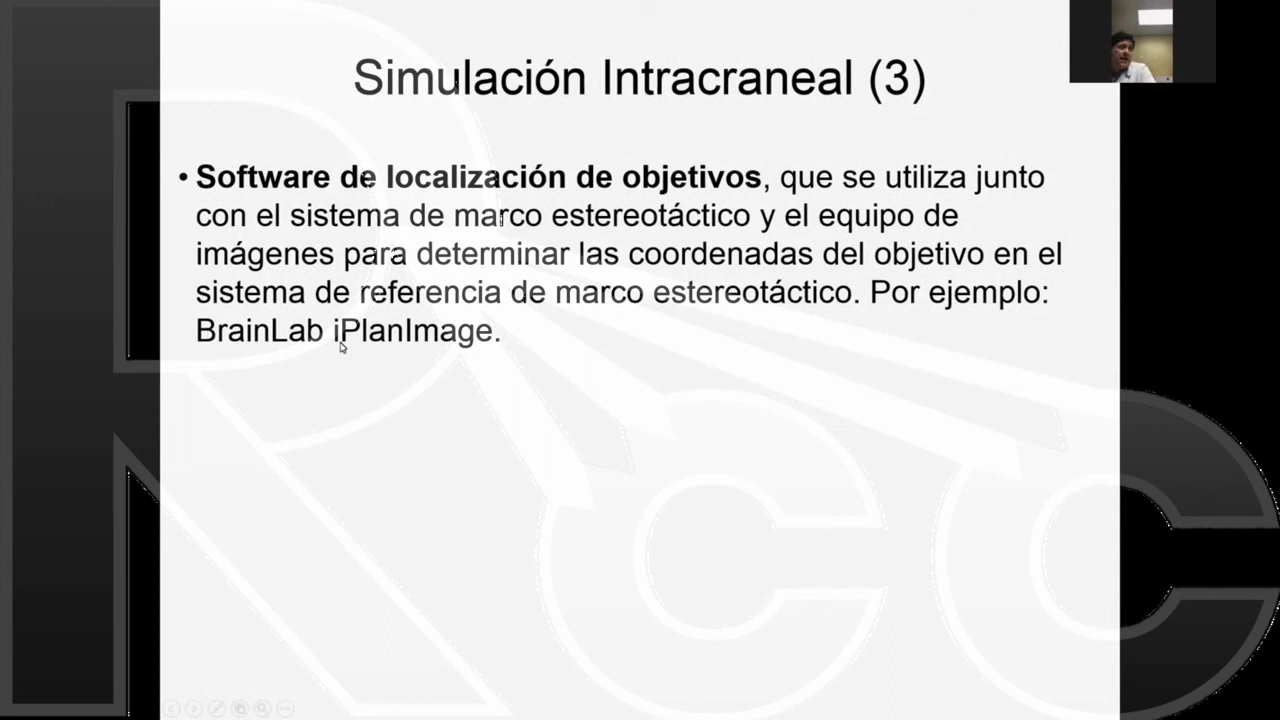 Simulación Intracraneal (3)
• Software de localización de objetivos, que se utiliza junto
con el sistema de marco estereotáctico y el equipo de
imágenes para determinar las coordenadas del objetivo en el
sistema de referencia de marco estereotáctico. Por ejemplo:
BrainLab iPlanImage.
Rcc